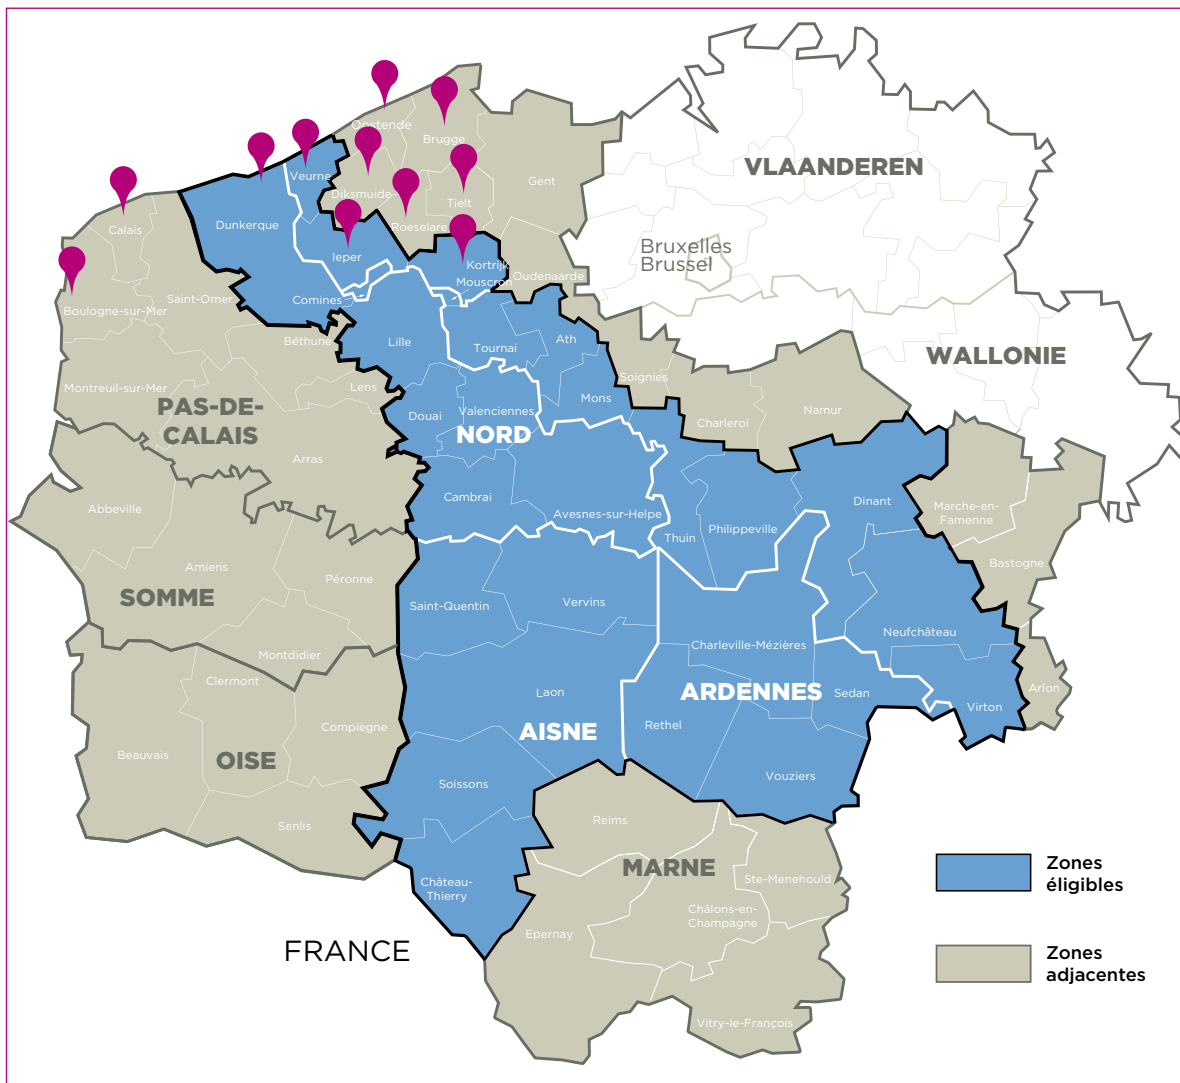 Oostende
Brugge
VLAANDEREN
Veurne
Gent
Diksmuide
Tielt
Dunkerque
Calais
Roeselare
Bruxelles
Brussel
Ieper
Kortrijk
Mouscron
Oudenaarde
Saint-Omer
Comines
Boulogne-sur-Mer
Béthune
Lille
Tournai
Ath
WALLONIE
Soignies
Montreuil-sur-Mer
Lens
Mons
Namur
PAS-DE-
CALAIS
Douai
Valenciennes
Charleroi
NORD
Arras
Cambrai
Dinant
Abbeville
Avesnes-sur-Helpe
Philippeville
Marche-en-
Famenne
Thuin
Bastogne
Amiens
Péronne
SOMME
Saint-Quentin
Vervins
Neufchâteau
Montdidier
Charleville-Mézières
Clermont
Laon
ARDENNES
Sedan
Arlon
Virton
Compiègne
Rethel
AISNE
Beauvais
OISE
Soissons
Vouziers
Senlis
Reims
MARNE
Zones
éligibles
Château-
Thierry
Ste-Menehould
Châlons-en-
Champagne
Epernay
FRANCE
Zones
adjacentes
Vitry-le-François